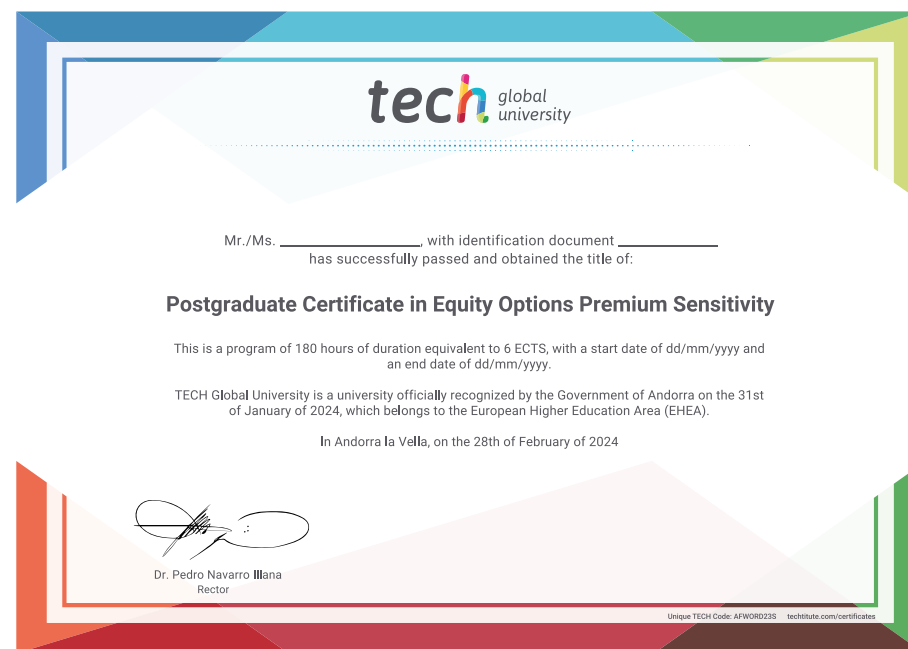 tech global university
Mr./Ms. ____________, with identification document ____________
has successfully passed and obtained the title of:
Postgraduate Certificate in Equity Options Premium Sensitivity
This is a program of 180 hours of duration equivalent to 6 ECTS, with a start date of dd/mm/yyyy and
an end date of dd/mm/yyyy.
TECH Global University is a university officially recognized by the Government of Andorra on the 31st
of January of 2024, which belongs to the European Higher Education Area (EHEA).
In Andorra la Vella, on the 28th of February of 2024
Dr. Pedro Navarro Illana
Rector
Unique TECH Code: AFWORD23S techtitute.com/certificates